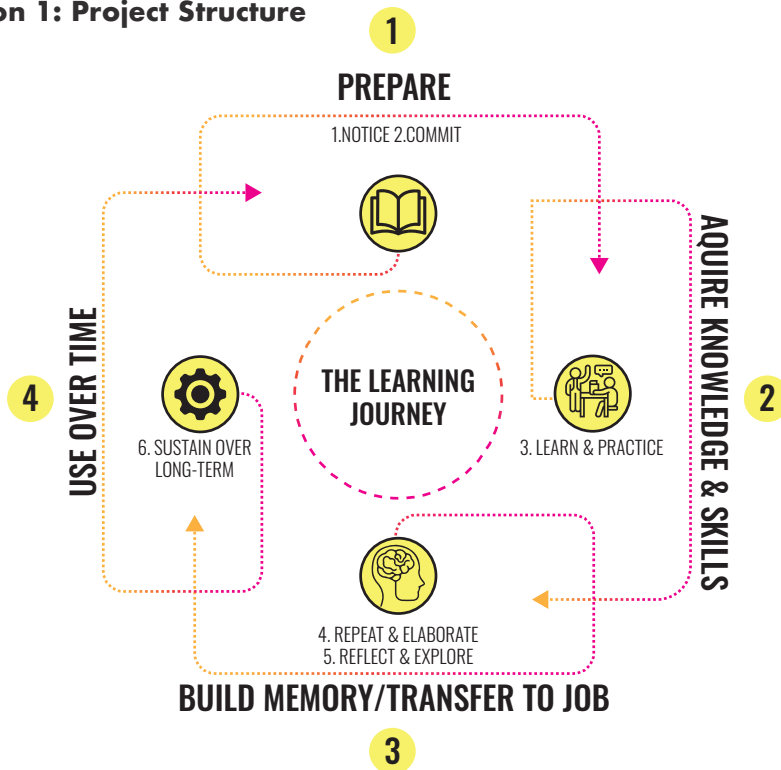 on 1: Project Structure
1
PREPARE
1.NOTICE 2.COMMIT
AQUIRE KNOWLEDGE & SKILLS
2
3. LEARN & PRACTICE
THE LEARNING
JOURNEY
4
USE OVER TIME
6. SUSTAIN OVER
LONG-TERM
4. REPEAT & ELABORATE
5. REFLECT & EXPLORE
BUILD MEMORY/TRANSFER TO JOB
3